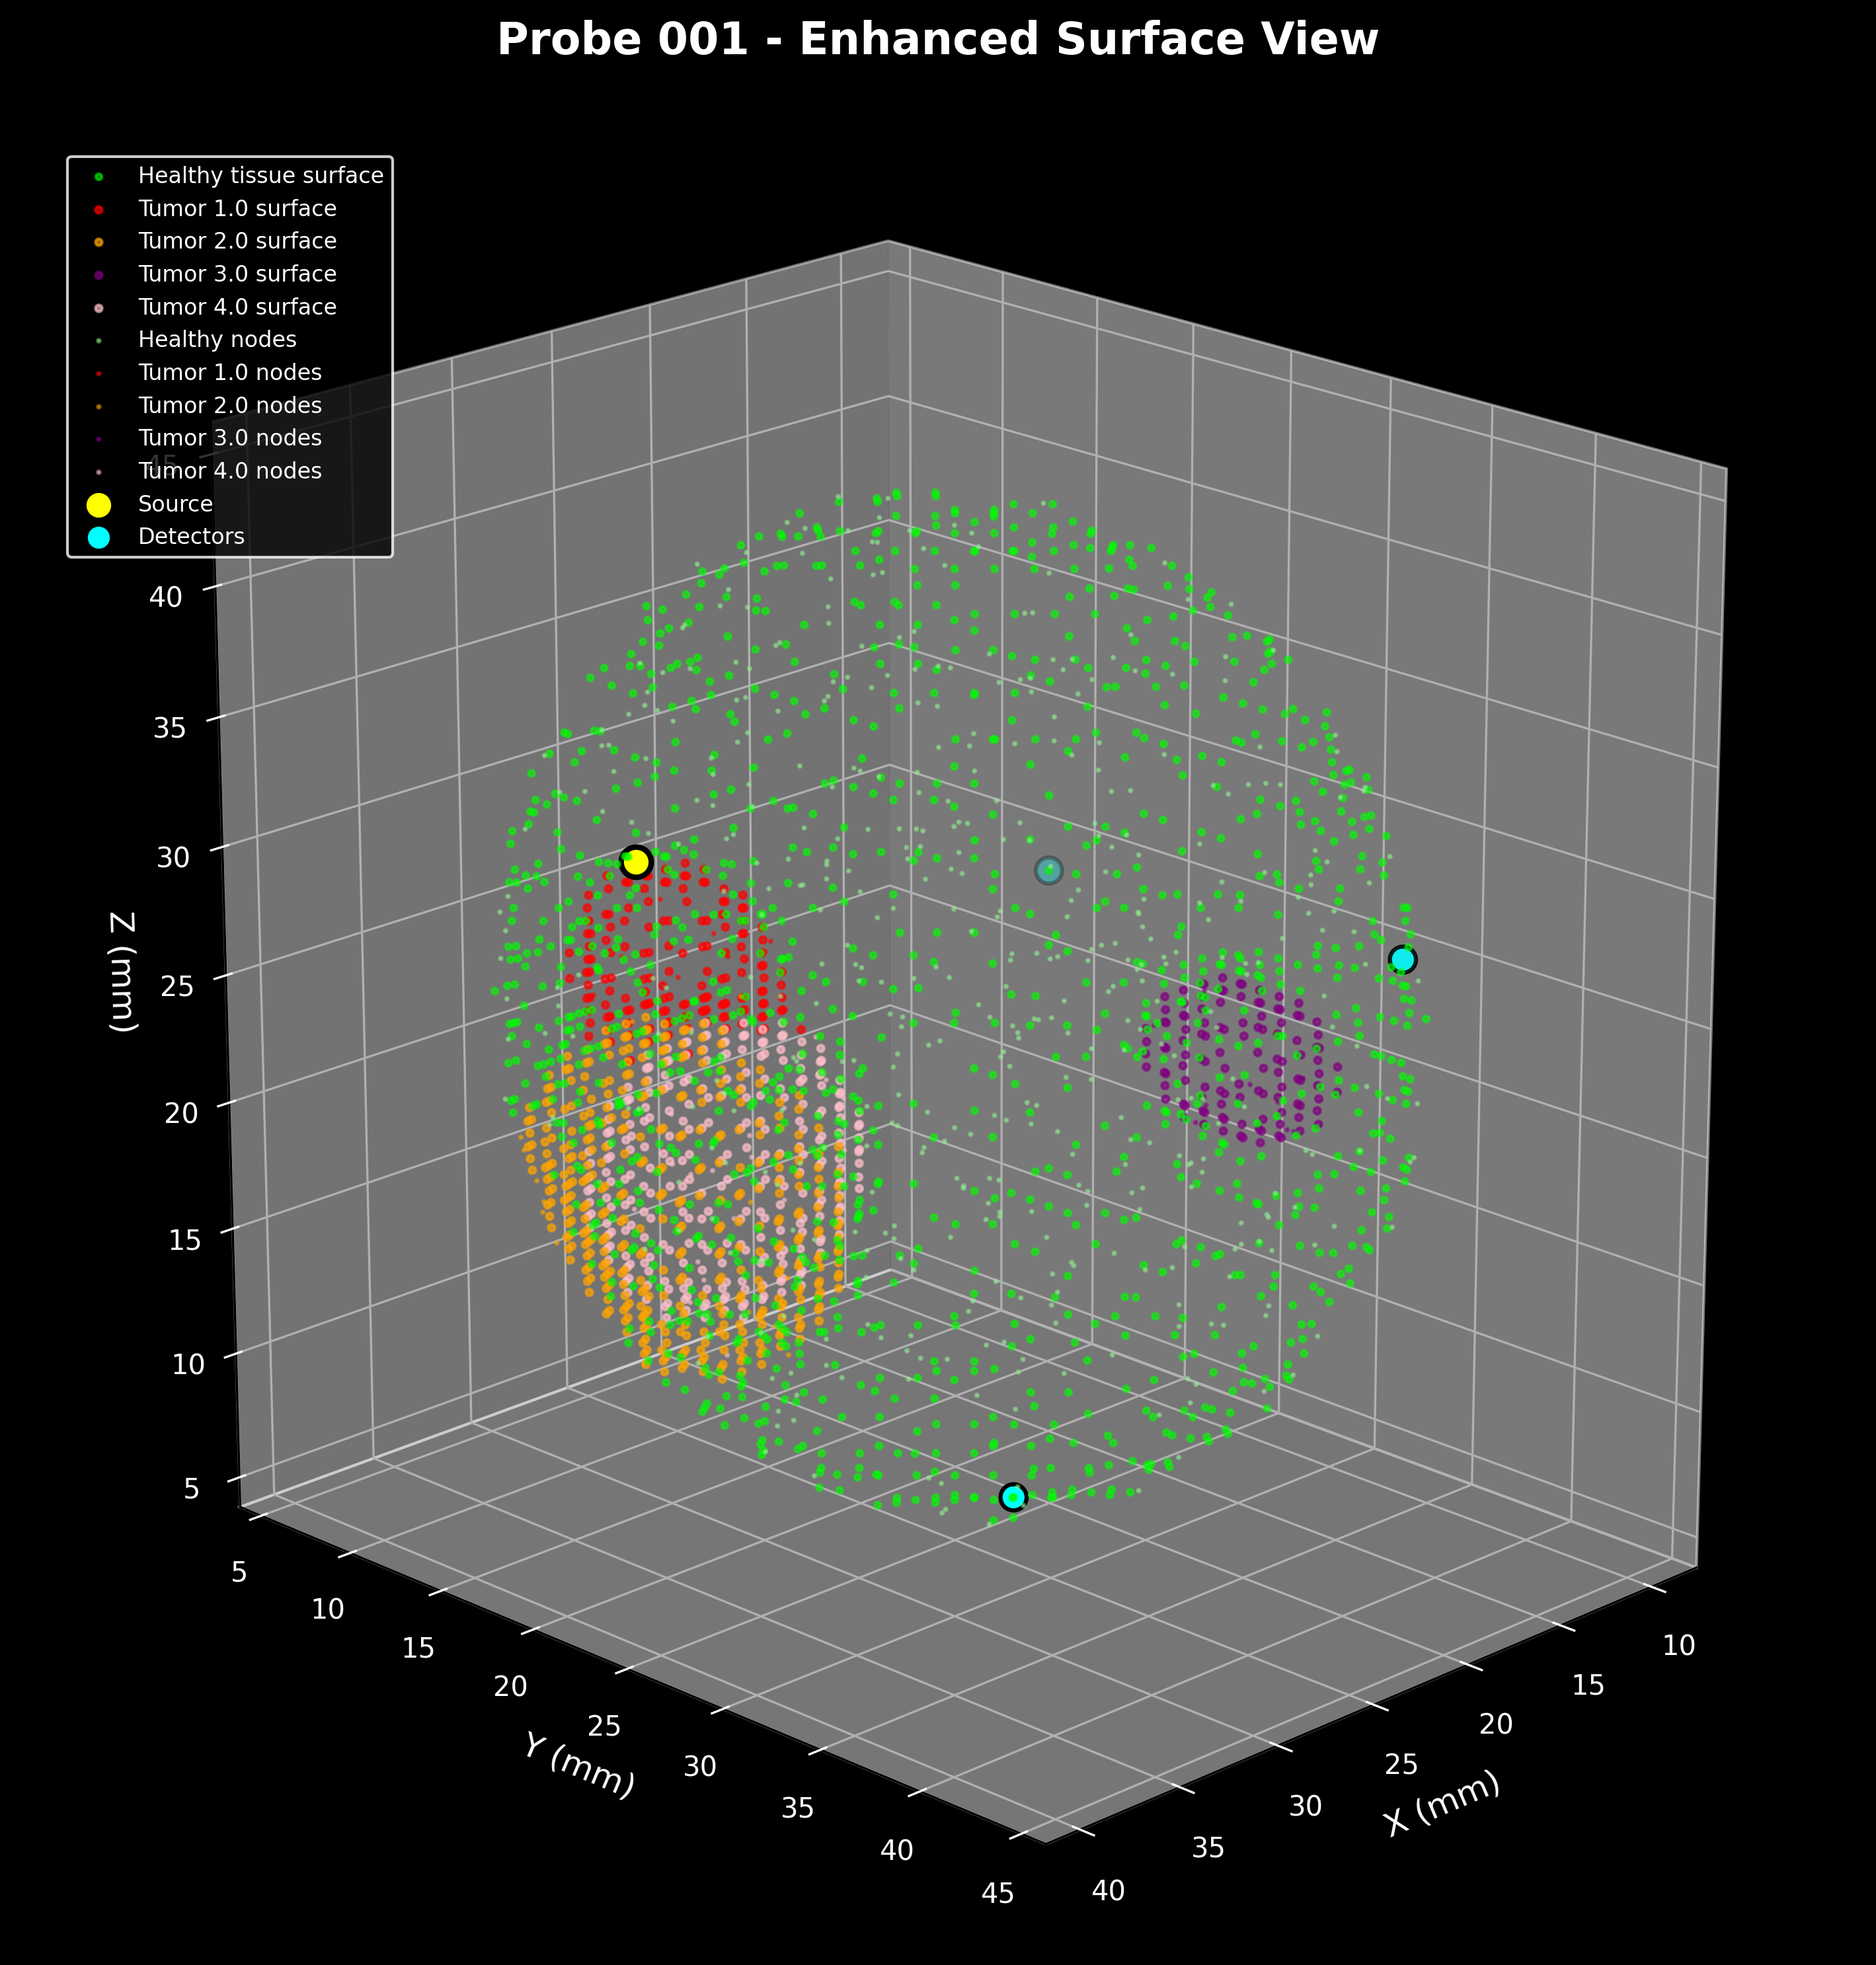 Probe 001 - Enhanced Surface View
Healthy tissue surface
Tumor 1.0 surface
Tumor 2.0 surface
Tumor 3.0 surface
Tumor 4.0 surface
Healthy nodes
Tumor 1.0 nodes
Tumor 2.0 nodes
Tumor 3.0 nodes
Tumor 4.0 nodes
Source
Detectors
45
40
35
30
25
20
15
10
5
Z (mm)
5
10
15
20
25
30
35
40
45
Y (mm)
10
15
20
25
30
35
40
X (mm)